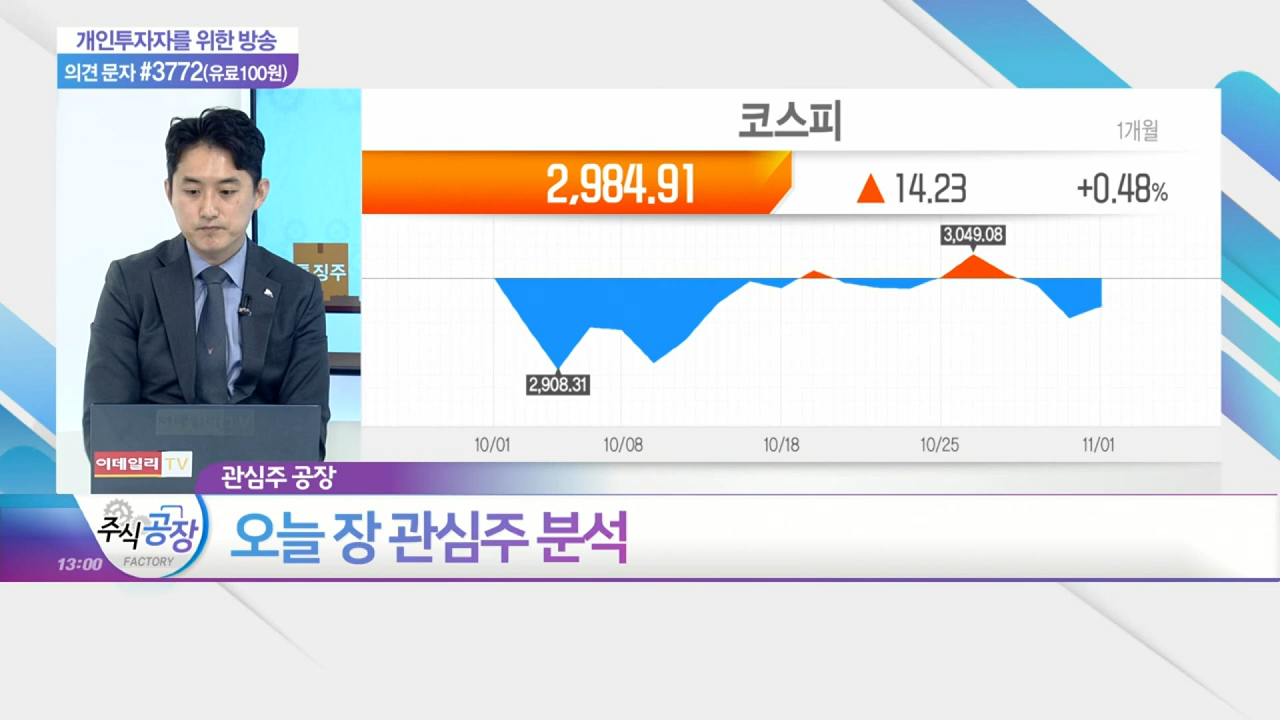 개인투자자를 위한 방송
의견 문자 #3772(유료100원)
코스피
1개월
2,984.91
▲ 14.23
+0.48%
3,049.08
2,908.31
10/01
10/08
10/18
10/25
11/01
징주
이데일리 TV
관심주 공장
주식공장
FACTORY
13:00
오늘 장 관심주 분석